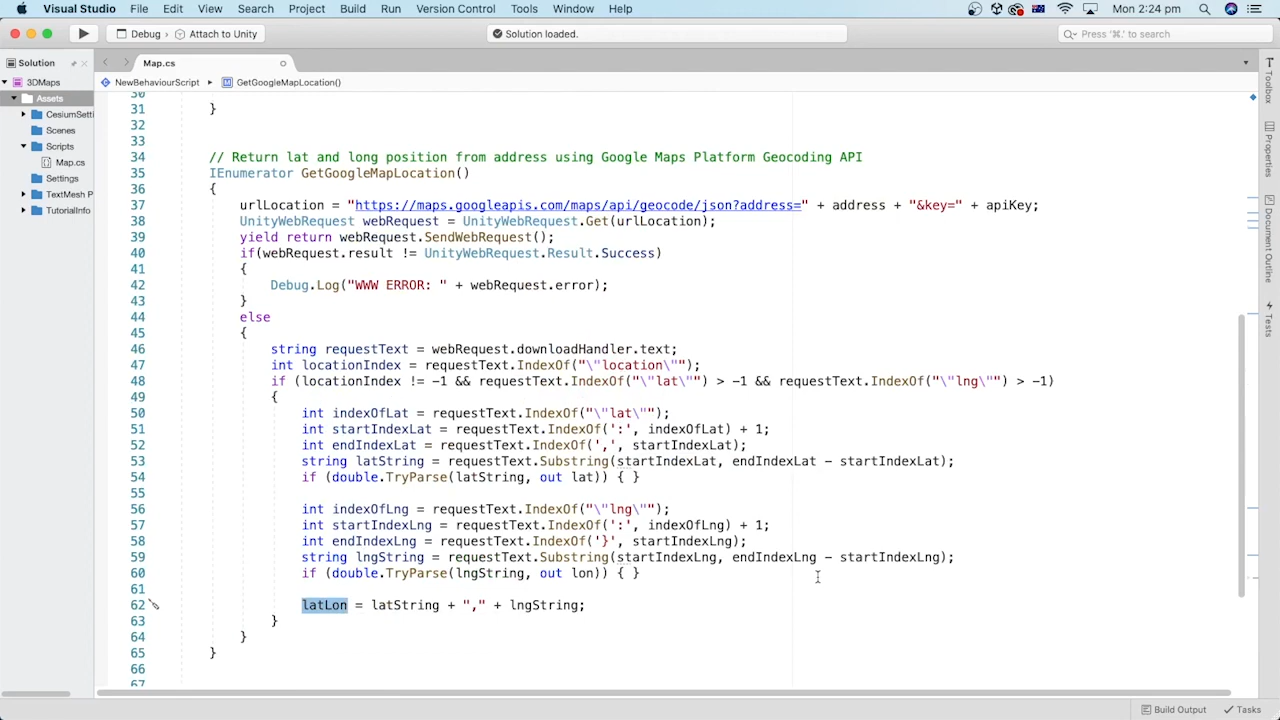 Visual Studio File Edit View Search Project Build Run Version Control Tools Window Help Mon 2:24 pm
Debug Attach to Unity Solution loaded. Press '⌘.' to search
Solution Map.cs
3DMaps NewBehaviourScript GetGoogleMapLocation()
Assets
CesiumSetti
Scenes
Scripts
Map.cs
Settings
TextMesh P
TutorialInfo
30
31 }
32
33
34 // Return lat and long position from address using Google Maps Platform Geocoding API
35 IEnumerator GetGoogleMapLocation()
36 {
37 urlLocation = "https://maps.googleapis.com/maps/api/geocode/json?address=" + address + "&key=" + apiKey;
38 UnityWebRequest webRequest = UnityWebRequest.Get(urlLocation);
39 yield return webRequest.SendWebRequest();
40 if(webRequest.result != UnityWebRequest.Result.Success)
41 {
42 Debug.Log("WWW ERROR: " + webRequest.error);
43 }
44 else
45 {
46 string requestText = webRequest.downloadHandler.text;
47 int locationIndex = requestText.IndexOf("\"location\"");
48 if (locationIndex != -1 && requestText.IndexOf("\"lat\"") > -1 && requestText.IndexOf("\"lng\"") > -1)
49 {
50 int indexOfLat = requestText.IndexOf("\"lat\"");
51 int startIndexLat = requestText.IndexOf(':', indexOfLat) + 1;
52 int endIndexLat = requestText.IndexOf(',', startIndexLat);
53 string latString = requestText.Substring(startIndexLat, endIndexLat - startIndexLat);
54 if (double.TryParse(latString, out lat)) { }
55
56 int indexOfLng = requestText.IndexOf("\"lng\"");
57 int startIndexLng = requestText.IndexOf(':', indexOfLng) + 1;
58 int endIndexLng = requestText.IndexOf('}', startIndexLng);
59 string lngString = requestText.Substring(startIndexLng, endIndexLng - startIndexLng);
60 if (double.TryParse(lngString, out lon)) { }
61
62 latLon = latString + "," + lngString;
63 }
64 }
65 }
66
67
Toolbox
Properties
Document Outline
Tests
Build Output Tasks